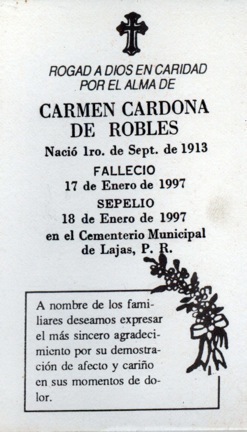 ROGAD A DIOS EN CARIDAD
POR EL ALMA DE
CARMEN CARDONA
DE ROBLES
Nació 1ro. de Sept. de 1913
FALLECIO
17 de Enero de 1997
SEPELIO
18 de Enero de 1997
en el Cementerio Municipal
de Lajas, P. R.
A nombre de los fami-
liares deseamos expresar
el más sincero agradeci-
miento por su demostra-
ción de afecto y cariño
en sus momentos de do-
lor.